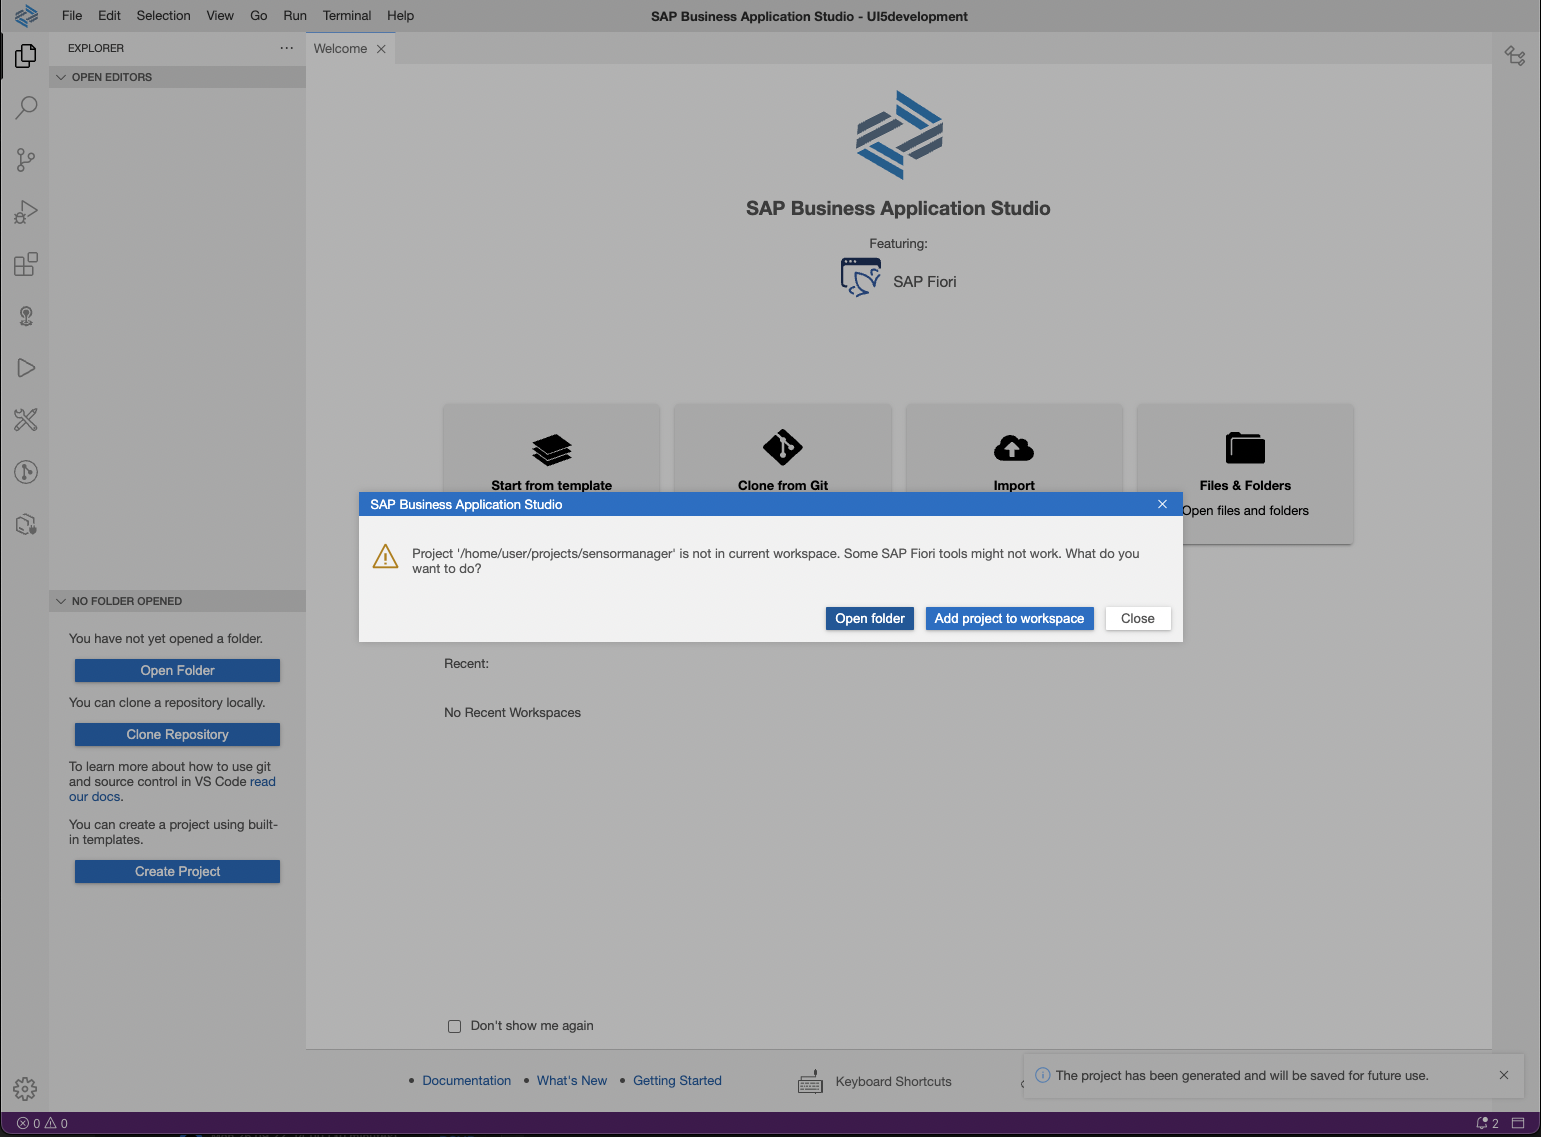 File Edit Selection View Go Run Terminal Help
SAP Business Application Studio - UI5development
EXPLORER
Welcome
OPEN EDITORS
SAP Business Application Studio
Featuring:
SAP Fiori
Start from template
Clone from Git
Import
Files & Folders
Open files and folders
SAP Business Application Studio
Project '/home/user/projects/sensormanager' is not in current workspace. Some SAP Fiori tools might not work. What do you
want to do?
Open folder
Add project to workspace
Close
NO FOLDER OPENED
You have not yet opened a folder.
Open Folder
You can clone a repository locally.
Clone Repository
To learn more about how to use git
and source control in VS Code read
our docs.
You can create a project using built-
in templates.
Create Project
Recent:
No Recent Workspaces
Don't show me again
• Documentation • What's New • Getting Started
Keyboard Shortcuts
The project has been generated and will be saved for future use.
0 0
2